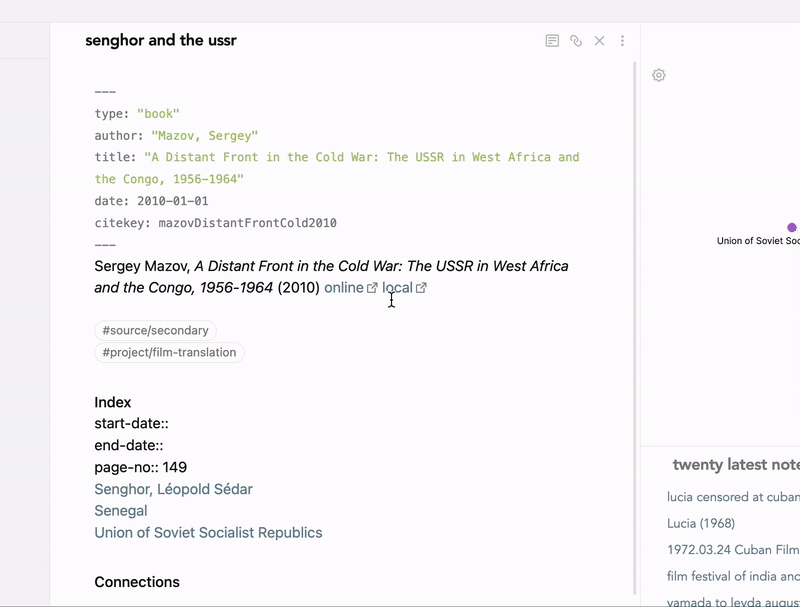 senghor and the ussr
---
type: "book"
author: "Mazov, Sergey"
title: "A Distant Front in the Cold War: The USSR in West Africa and
the Congo, 1956-1964"
date: 2010-01-01
citekey: mazovDistantFrontCold2010
---
Sergey Mazov, A Distant Front in the Cold War: The USSR in West Africa
and the Congo, 1956-1964 (2010) online local
#source/secondary
#project/film-translation
Index
start-date::
end-date::
page-no:: 149
Senghor, Léopold Sédar
Senegal
Union of Soviet Socialist Republics
Connections
Union of Soviet Soc
twenty latest note
lucia censored at cuban
Lucia (1968)
1972.03.24 Cuban Film
film festival of india and
yamada to leyda augus